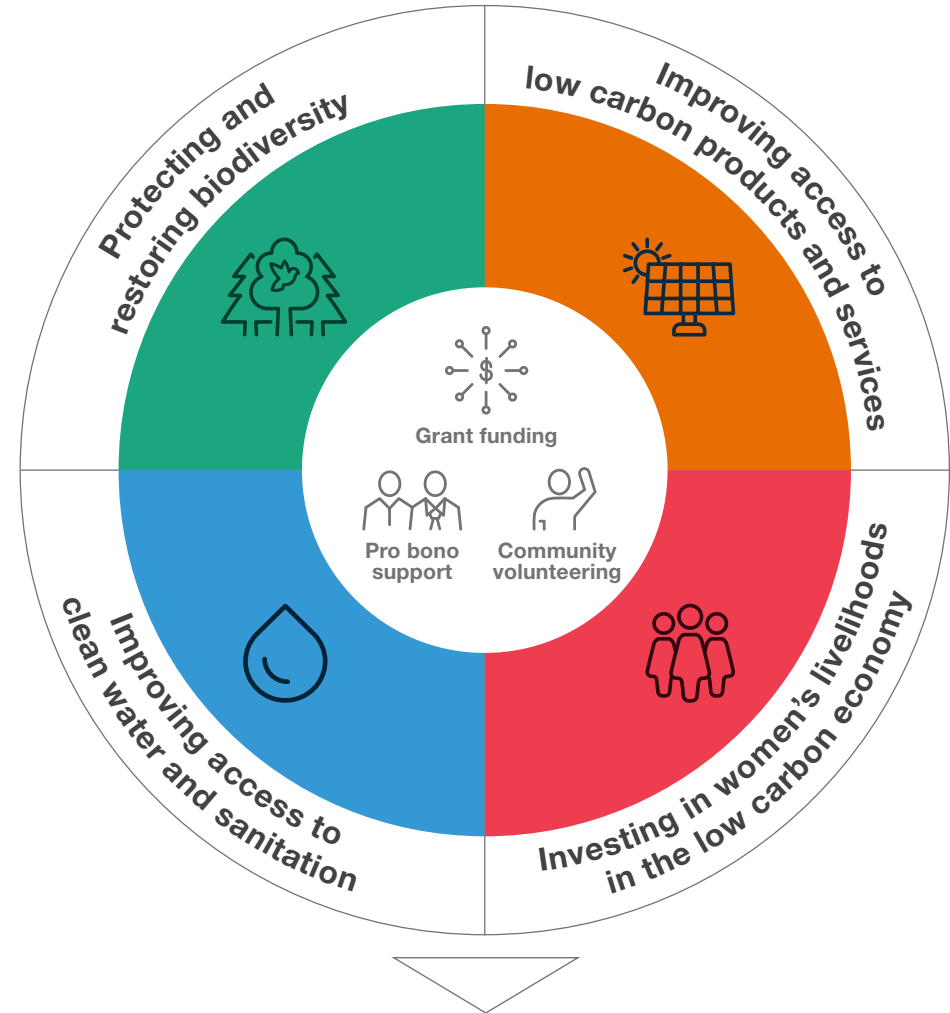 Protecting and
restoring biodiversity
Improving access to
low carbon products and services
$
Grant funding
Pro bono
support
Community
volunteering
Improving access to
clean water and sanitation
Investing in women’s livelihoods
in the low carbon economy